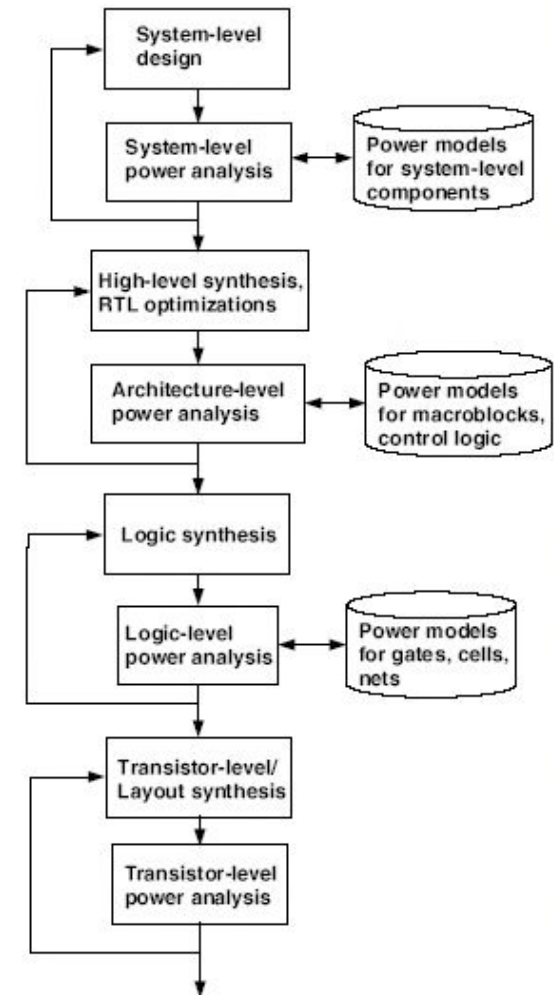 System-level
design
System-level
power analysis
Power models
for system-level
components
High-level synthesis,
RTL optimizations
Architecture-level
power analysis
Power models
for macroblocks,
control logic
Logic synthesis
Logic-level
power analysis
Power models
for gates, cells,
nets
Transistor-level/
Layout synthesis
Transistor-level
power analysis